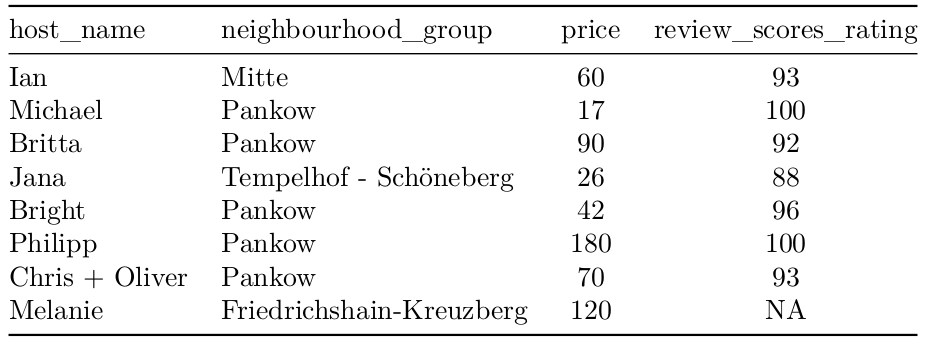 host_name neighbourhood_group price review_scores_rating
Ian Mitte 60 93
Michael Pankow 17 100
Britta Pankow 90 92
Jana Tempelhof - Schöneberg 26 88
Bright Pankow 42 96
Philipp Pankow 180 100
Chris + Oliver Pankow 70 93
Melanie Friedrichshain-Kreuzberg 120 NA